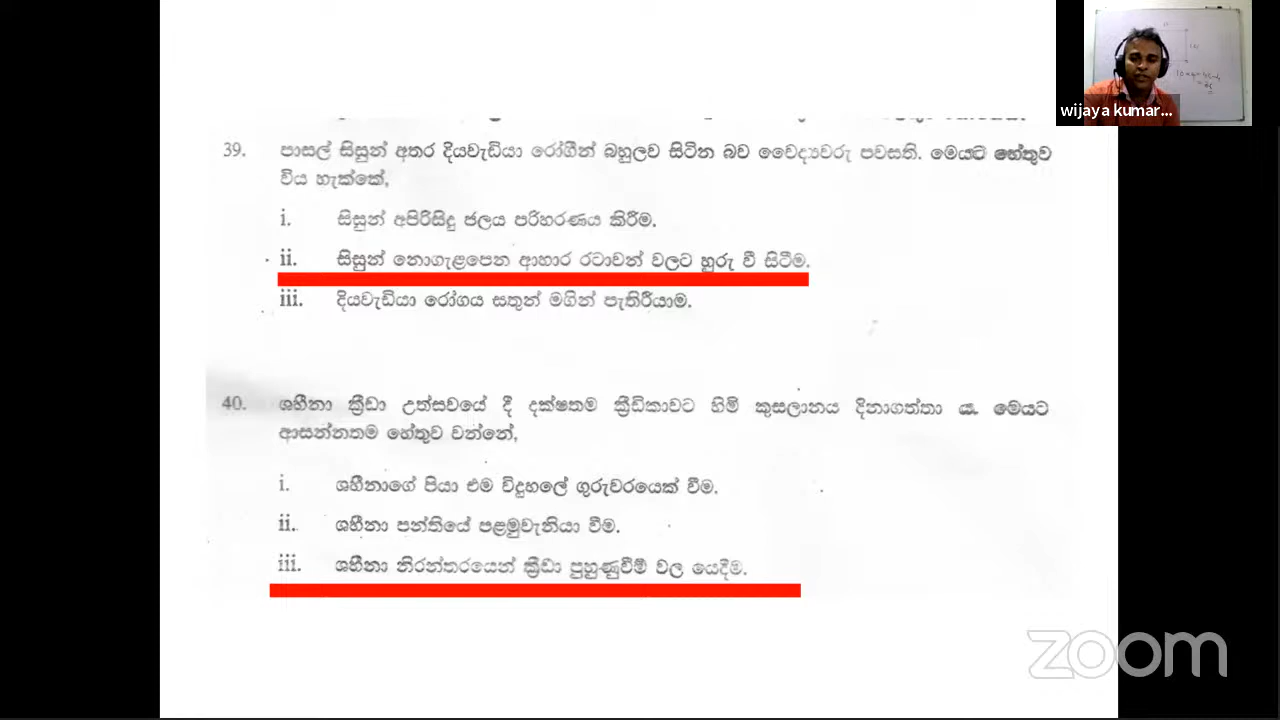 wijaya kumar...
39. පාසල් සිසුන් අතර දියවැඩියා රෝගීන් බහුලව සිටින බව වෛද්‍යවරු පවසති. මෙයට හේතුව
විය හැක්කේ,
i. සිසුන් අපිරිසිදු ජලය පරිහරණය කිරීම.
ii. සිසුන් නොගැළපෙන ආහාර රටාවන් වලට හුරු වී සිටීම.
iii. දියවැඩියා රෝගය සතුන් මගින් පැතිරීයාම.
40. ශහීනා ක්‍රීඩා උත්සවයේ දී දක්ෂතම ක්‍රීඩිකාවට හිමි කුසලානය දිනාගත්තා ය. මෙයට
ආසන්නතම හේතුව වන්නේ,
i. ශහීනාගේ පියා එම විදුහලේ ගුරුවරයෙක් වීම.
ii. ශහීනා පන්තියේ පළමුවැනියා වීම.
iii. ශහීනා නිරන්තරයෙන් ක්‍රීඩා පුහුණුවීම් වල යෙදීම.
zoom